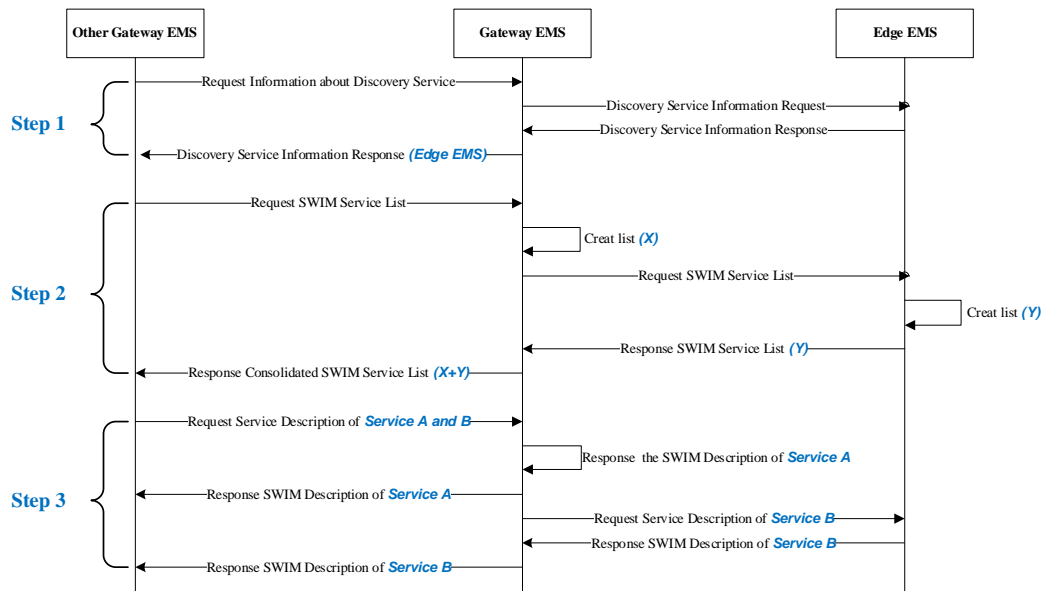 Other Gateway EMS
Gateway EMS
Edge EMS
Request Information about Discovery Service
Discovery Service Information Request
Step 1
Discovery Service Information Response
Discovery Service Information Response (Edge EMS)
Request SWIM Service List
Creat list (X)
Request SWIM Service List
Step 2
Creat list (Y)
Response SWIM Service List (Y)
Response Consolidated SWIM Service List (X+Y)
Request Service Description of Service A and B
Response the SWIM Description of Service A
Step 3
Response SWIM Description of Service A
Request Service Description of Service B
Response SWIM Description of Service B
Response SWIM Description of Service B